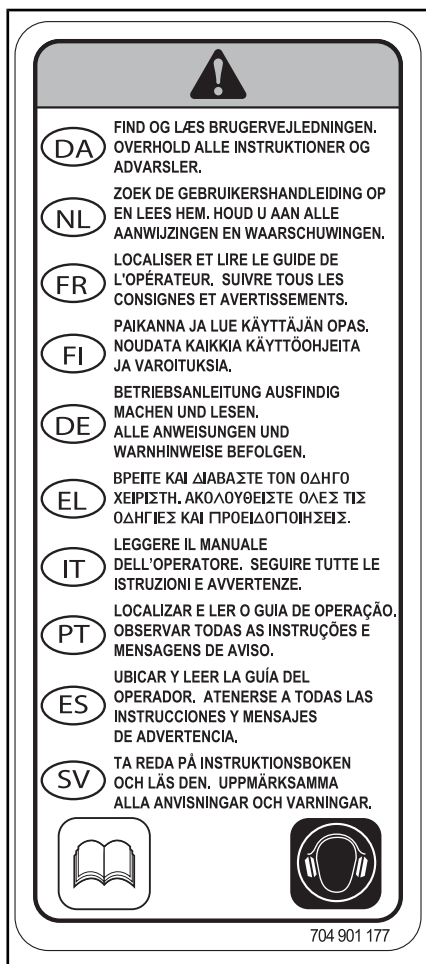 DA
FIND OG LÆS BRUGERVEJLEDNINGEN.
OVERHOLD ALLE INSTRUKTIONER OG
ADVARSLER.
NL
ZOEK DE GEBRUIKERSHANDLEIDING OP
EN LEES HEM. HOUD U AAN ALLE
AANWIJZINGEN EN WAARSCHUWINGEN.
FR
LOCALISER ET LIRE LE GUIDE DE
L'OPÉRATEUR. SUIVRE TOUS LES
CONSIGNES ET AVERTISSEMENTS.
FI
PAIKANNA JA LUE KÄYTTÄJÄN OPAS.
NOUDATA KAIKKIA KÄYTTÖOHJEITA
JA VAROITUKSIA.
DE
BETRIEBSANLEITUNG AUSFINDIG
MACHEN UND LESEN.
ALLE ANWEISUNGEN UND
WARNHINWEISE BEFOLGEN.
EL
ΒΡΕΙΤΕ ΚΑΙ ΔΙΑΒΑΣΤΕ ΤΟΝ ΟΔΗΓΟ
ΧΕΙΡΙΣΤΗ. ΑΚΟΛΟΥΘΕΙΣΤΕ ΟΛΕΣ ΤΙΣ
ΟΔΗΓΙΕΣ ΚΑΙ ΠΡΟΕΙΔΟΠΟΙΗΣΕΙΣ.
IT
LEGGERE IL MANUALE
DELL'OPERATORE. SEGUIRE TUTTE LE
ISTRUZIONI E AVVERTENZE.
PT
LOCALIZAR E LER O GUIA DE OPERAÇÃO.
OBSERVAR TODAS AS INSTRUÇÕES E
MENSAGENS DE AVISO.
ES
UBICAR Y LEER LA GUÍA DEL
OPERADOR. ATENERSE A TODAS LAS
INSTRUCCIONES Y MENSAJES
DE ADVERTENCIA.
SV
TA REDA PÅ INSTRUKTIONSBOKEN
OCH LÄS DEN. UPPMÄRKSAMMA
ALLA ANVISNINGAR OCH VARNINGAR.
704 901 177